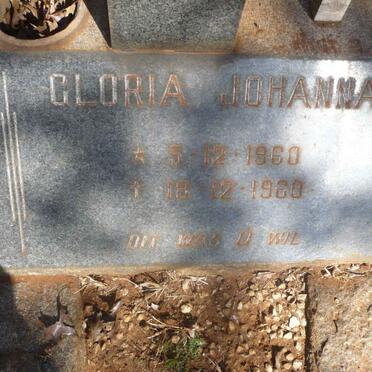 GLORIA JOHANNA
* 5-12-1960
† 18-12-1960
DIT WAS U WIL